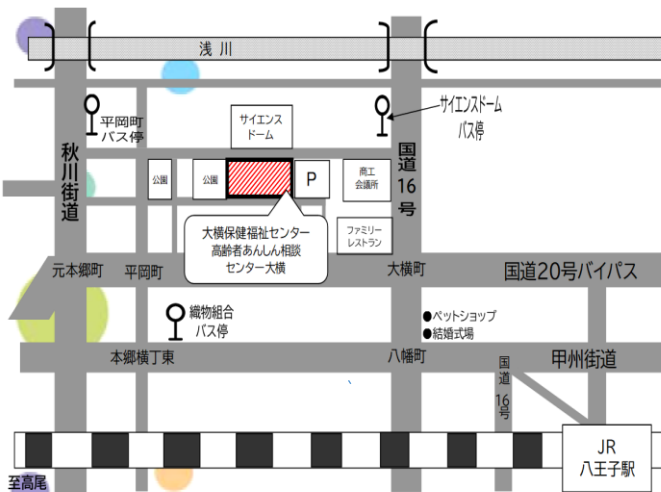 浅川
平岡町
バス停
サイエンス
ドーム
サイエンスドーム
バス停
秋川街道
国道16号
公園
公園
P
商工
会議所
大横保健福祉センター
高齢者あんしん相談
センター大横
ファミリー
レストラン
元本郷町
平岡町
大横町
国道20号バイパス
織物組合
バス停
●ペットショップ
●結婚式場
本郷横丁東
八幡町
国道16号
甲州街道
JR
八王子駅
至高尾